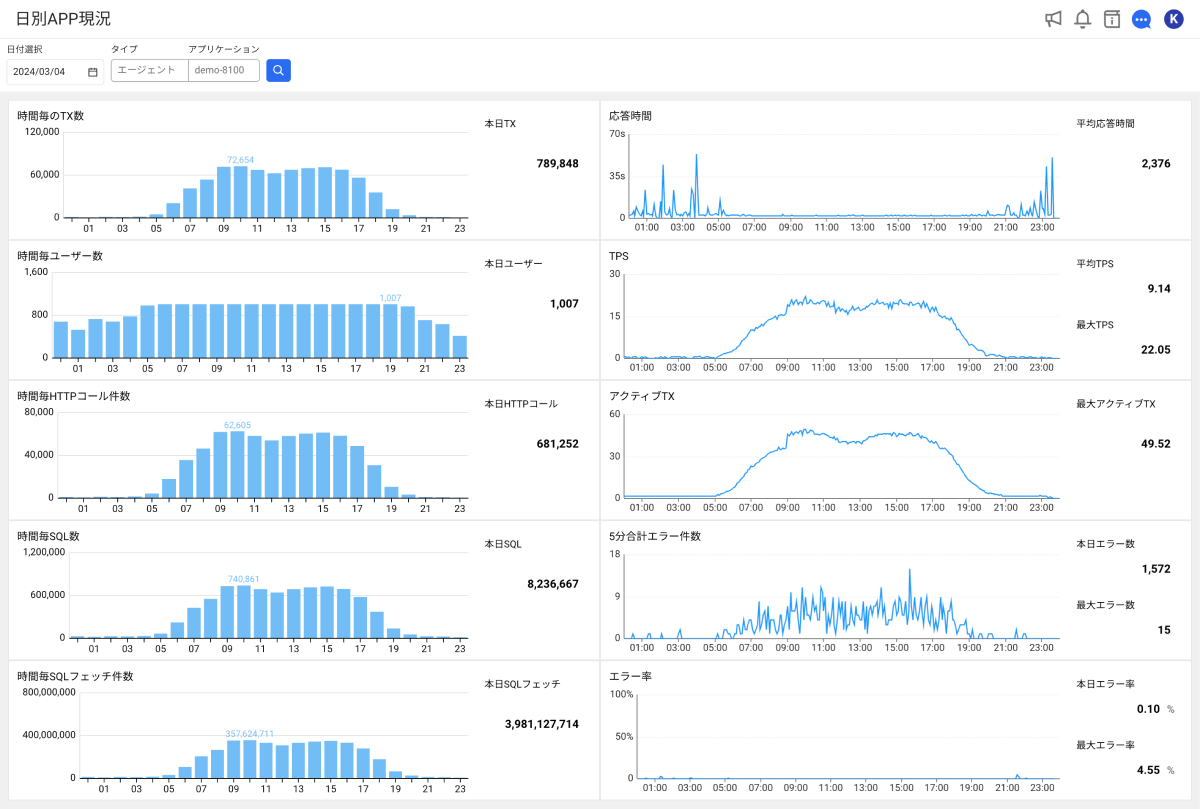 日別APP現況
K
日付選択
タイプ
アプリケーション
2024/03/04
エージェント
demo-8100
時間毎のTX数
120,000
60,000
0
72,654
01 03 05 07 09 11 13 15 17 19 21 23
本日TX
789,848
応答時間
70s
35s
0
01:00 03:00 05:00 07:00 09:00 11:00 13:00 15:00 17:00 19:00 21:00 23:00
平均応答時間
2,376
時間毎ユーザー数
1,600
800
0
1,007
01 03 05 07 09 11 13 15 17 19 21 23
本日ユーザー
1,007
TPS
30
15
0
01:00 03:00 05:00 07:00 09:00 11:00 13:00 15:00 17:00 19:00 21:00 23:00
平均TPS
9.14
最大TPS
22.05
時間毎HTTPコール件数
80,000
40,000
0
62,605
01 03 05 07 09 11 13 15 17 19 21 23
本日HTTPコール
681,252
アクティブTX
60
30
0
01:00 03:00 05:00 07:00 09:00 11:00 13:00 15:00 17:00 19:00 21:00 23:00
最大アクティブTX
49.52
時間毎SQL数
1,200,000
600,000
0
740,861
01 03 05 07 09 11 13 15 17 19 21 23
本日SQL
8,236,667
5分合計エラー件数
18
9
0
01:00 03:00 05:00 07:00 09:00 11:00 13:00 15:00 17:00 19:00 21:00 23:00
本日エラー数
1,572
最大エラー数
15
時間毎SQLフェッチ件数
800,000,000
400,000,000
0
357,624,711
01 03 05 07 09 11 13 15 17 19 21 23
本日SQLフェッチ
3,981,127,714
エラー率
100%
50%
0
01:00 03:00 05:00 07:00 09:00 11:00 13:00 15:00 17:00 19:00 21:00 23:00
本日エラー率
0.10 %
最大エラー率
4.55 %